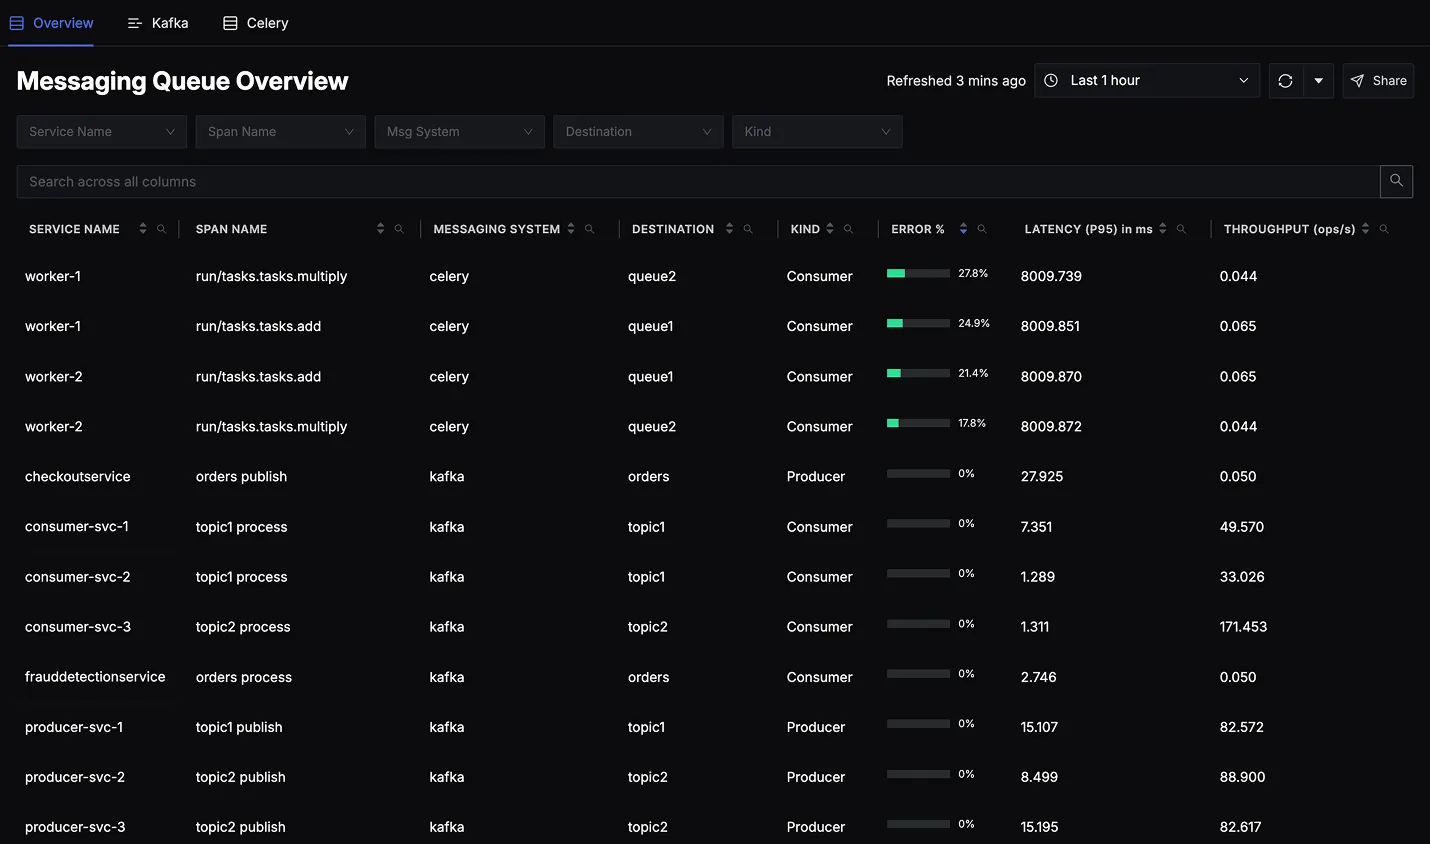 Overview Kafka Celery
Messaging Queue Overview Refreshed 3 mins ago Last 1 hour Share
Service Name Span Name Msg System Destination Kind
Search across all columns
SERVICE NAME SPAN NAME MESSAGING SYSTEM DESTINATION KIND ERROR % LATENCY (P95) in ms THROUGHPUT (ops/s)
worker-1 run/tasks.tasks.multiply celery queue2 Consumer 27.8% 8009.739 0.044
worker-1 run/tasks.tasks.add celery queue1 Consumer 24.9% 8009.851 0.065
worker-2 run/tasks.tasks.add celery queue1 Consumer 21.4% 8009.870 0.065
worker-2 run/tasks.tasks.multiply celery queue2 Consumer 17.8% 8009.872 0.044
checkoutservice orders publish kafka orders Producer 0% 27.925 0.050
consumer-svc-1 topic1 process kafka topic1 Consumer 0% 7.351 49.570
consumer-svc-2 topic1 process kafka topic1 Consumer 0% 1.289 33.026
consumer-svc-3 topic2 process kafka topic2 Consumer 0% 1.311 171.453
frauddetectionservice orders process kafka orders Consumer 0% 2.746 0.050
producer-svc-1 topic1 publish kafka topic1 Producer 0% 15.107 82.572
producer-svc-2 topic2 publish kafka topic2 Producer 0% 8.499 88.900
producer-svc-3 topic2 publish kafka topic2 Producer 0% 15.195 82.617